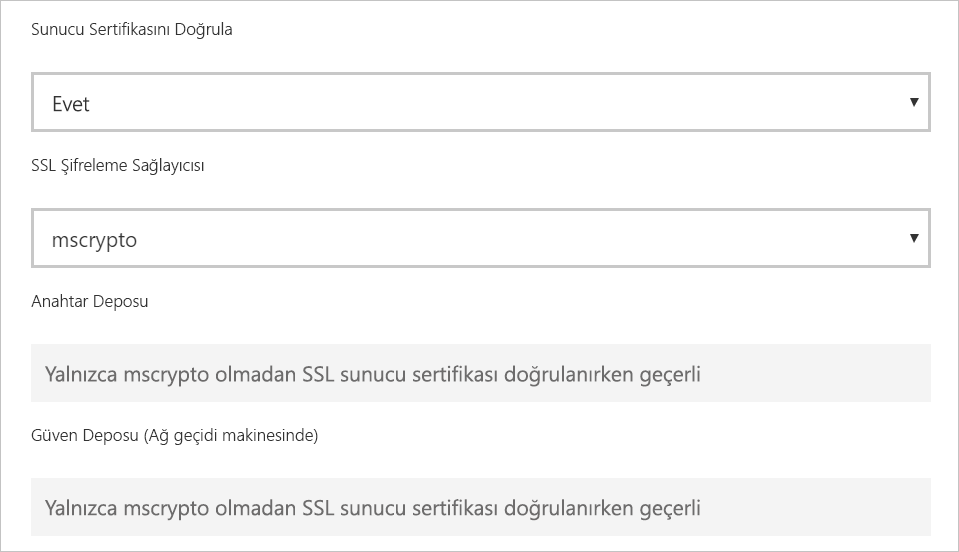 Sunucu Sertifikasını Doğrula
Evet
SSL Şifreleme Sağlayıcısı
mscrypto
Anahtar Deposu
Yalnızca mscrypto olmadan SSL sunucu sertifikası doğrulanırken geçerli
Güven Deposu (Ağ geçidi makinesinde)
Yalnızca mscrypto olmadan SSL sunucu sertifikası doğrulanırken geçerli